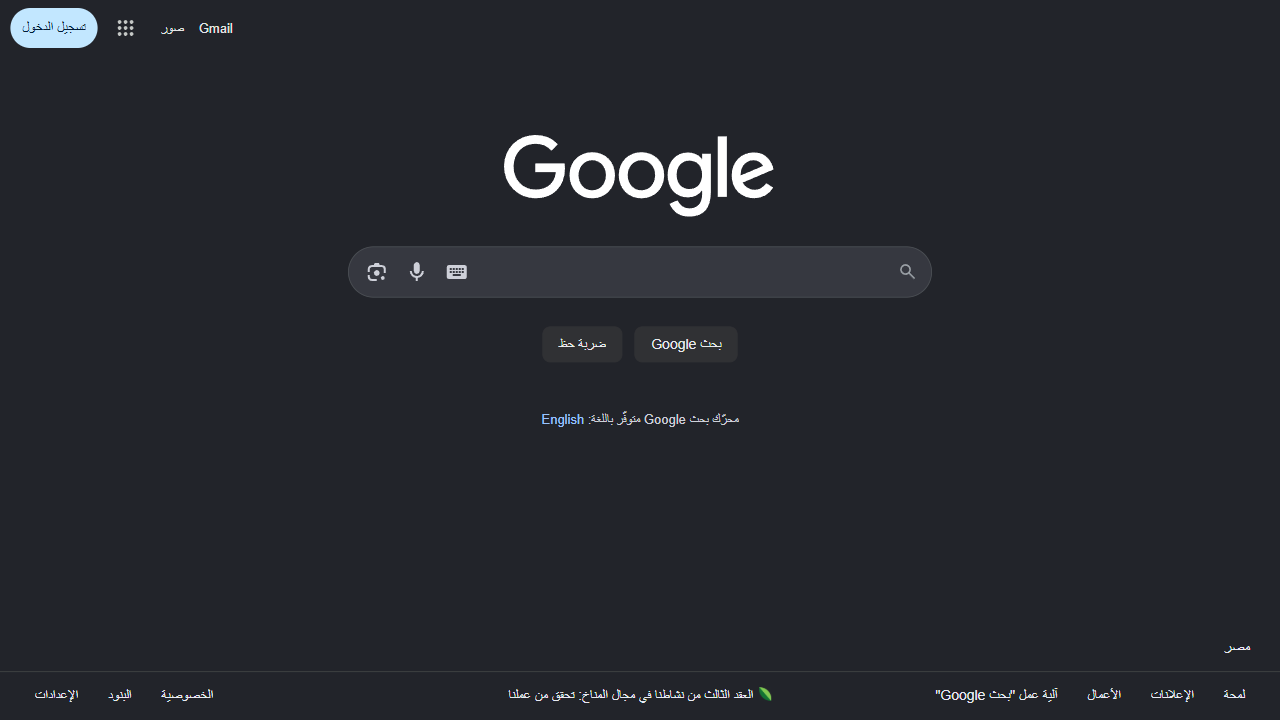 Gmail
صور
تسجيل الدخول
Google
بحث Google
ضربة حظ
محرّك بحث Google متوفّر باللغة: English
مصر
لمحة
الإعلانات
الأعمال
آلية عمل "بحث Google"
العقد الثالث من نشاطنا في مجال المناخ: تحقق من عملنا
الخصوصية
البنود
الإعدادات